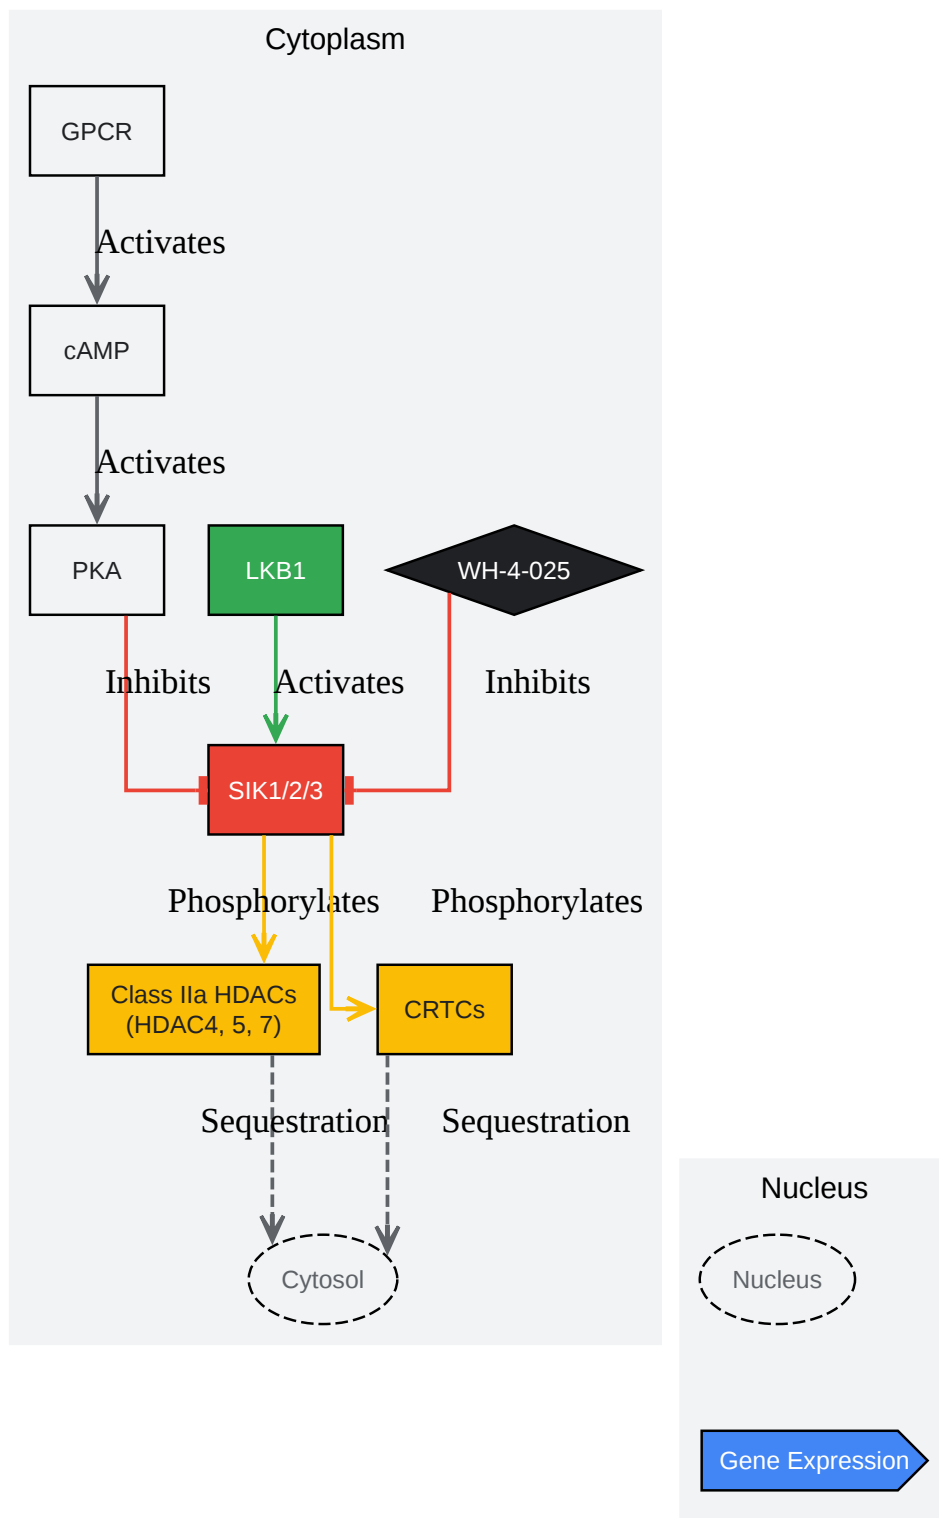 Cytoplasm
GPCR
Activates
cAMP
Activates
PKA
LKB1
WH-4-025
Inhibits
Activates
Inhibits
SIK1/2/3
Phosphorylates
Phosphorylates
Class IIa HDACs
(HDAC4, 5, 7)
CRTCs
Sequestration
Sequestration
Cytosol
Nucleus
Nucleus
Gene Expression